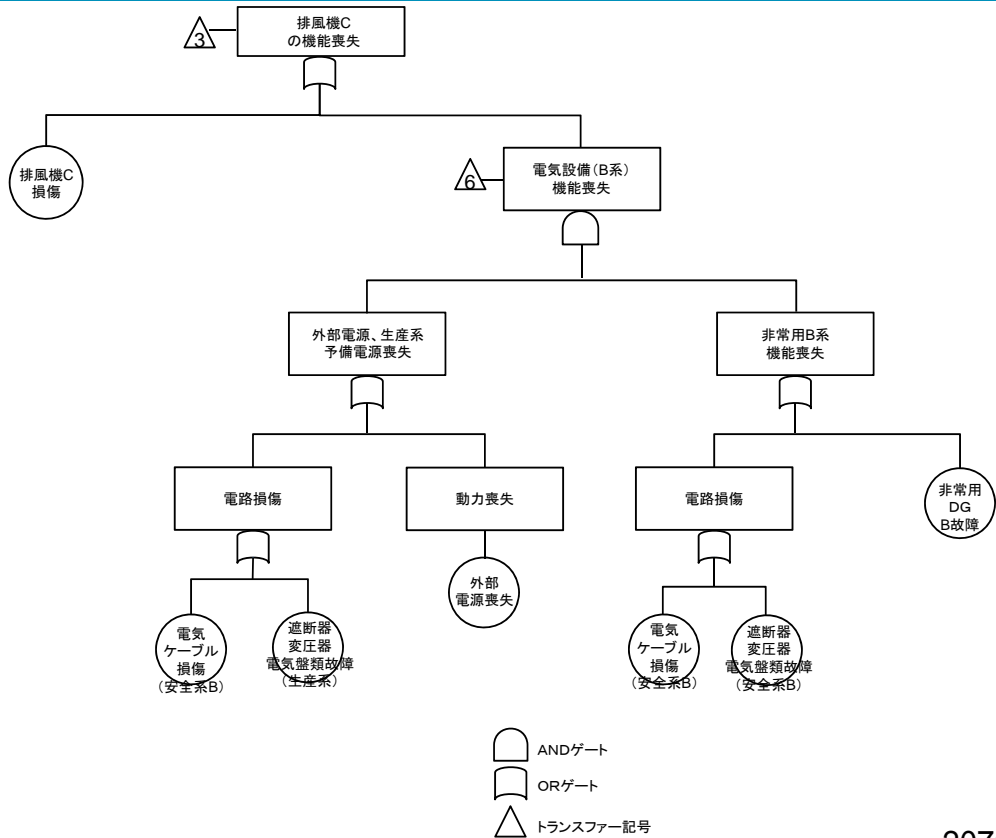 3
排風機C
の機能喪失
排風機C
損傷
6
電気設備(B系)
機能喪失
外部電源、生産系
予備電源喪失
非常用B系
機能喪失
電路損傷
動力喪失
電路損傷
非常用
DG
B故障
電気
ケーブル
損傷
(安全系B)
遮断器
変圧器
電気盤類故障
(生産系)
外部
電源喪失
電気
ケーブル
損傷
(安全系B)
遮断器
変圧器
電気盤類故障
(安全系B)
ANDゲート
ORゲート
トランスファー記号
207